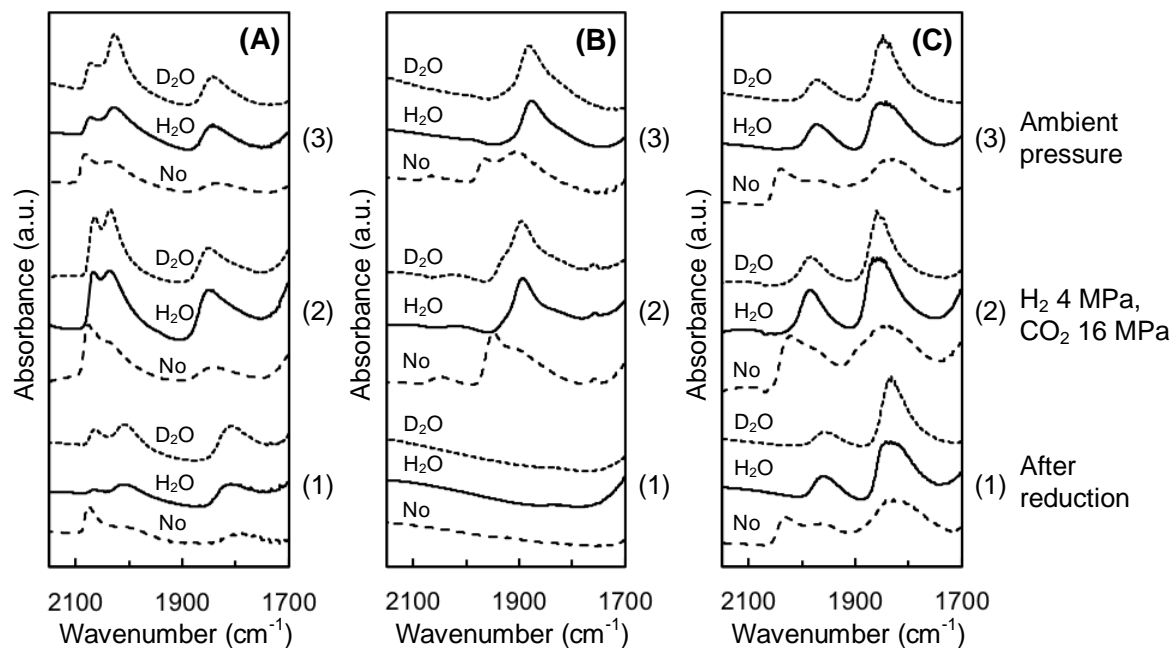 (A) (B) (C)
D₂O D₂O D₂O
H₂O (3) H₂O (3) H₂O (3) Ambient
pressure
No No No
D₂O D₂O D₂O
H₂O (2) H₂O (2) H₂O (2) H₂ 4 MPa,
CO₂ 16 MPa
No No No
D₂O D₂O D₂O
H₂O (1) H₂O (1) H₂O (1) After
reduction
No No No
Absorbance (a.u.) Absorbance (a.u.) Absorbance (a.u.)
2100 1900 1700 2100 1900 1700 2100 1900 1700
Wavenumber (cm⁻¹) Wavenumber (cm⁻¹) Wavenumber (cm⁻¹)